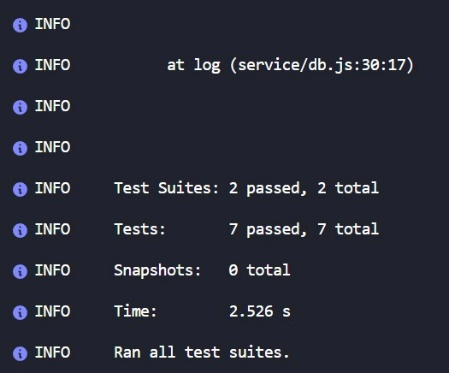 INFO
INFO at log (service/db.js:30:17)
INFO
INFO
INFO Test Suites: 2 passed, 2 total
INFO Tests: 7 passed, 7 total
INFO Snapshots: 0 total
INFO Time: 2.526 s
INFO Ran all test suites.